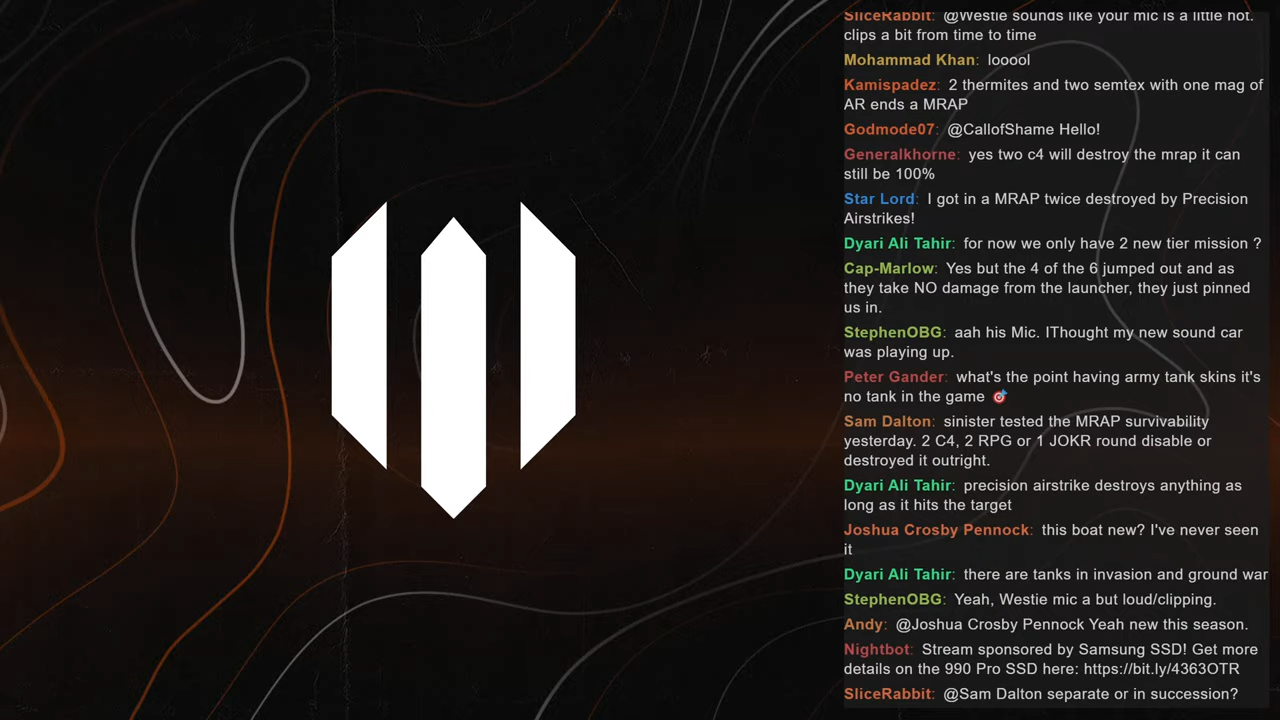 SliceRabbit: @Westie sounds like your mic is a little hot.
clips a bit from time to time
Mohammad Khan: looool
Kamispadez: 2 thermites and two semtex with one mag of
AR ends a MRAP
Godmode07: @CallofShame Hello!
Generalkhorne: yes two c4 will destroy the mrap it can
still be 100%
Star Lord: I got in a MRAP twice destroyed by Precision
Airstrikes!
Dyari Ali Tahir: for now we only have 2 new tier mission ?
Cap-Marlow: Yes but the 4 of the 6 jumped out and as
they take NO damage from the launcher, they just pinned
us in.
StephenOBG: aah his Mic. IThought my new sound car
was playing up.
Peter Gander: what's the point having army tank skins it's
no tank in the game 🎯
Sam Dalton: sinister tested the MRAP survivability
yesterday. 2 C4, 2 RPG or 1 JOKR round disable or
destroyed it outright.
Dyari Ali Tahir: precision airstrike destroys anything as
long as it hits the target
Joshua Crosby Pennock: this boat new? I've never seen
it
Dyari Ali Tahir: there are tanks in invasion and ground war
StephenOBG: Yeah, Westie mic a but loud/clipping.
Andy: @Joshua Crosby Pennock Yeah new this season.
Nightbot: Stream sponsored by Samsung SSD! Get more
details on the 990 Pro SSD here: https://bit.ly/4363OTR
SliceRabbit: @Sam Dalton separate or in succession?